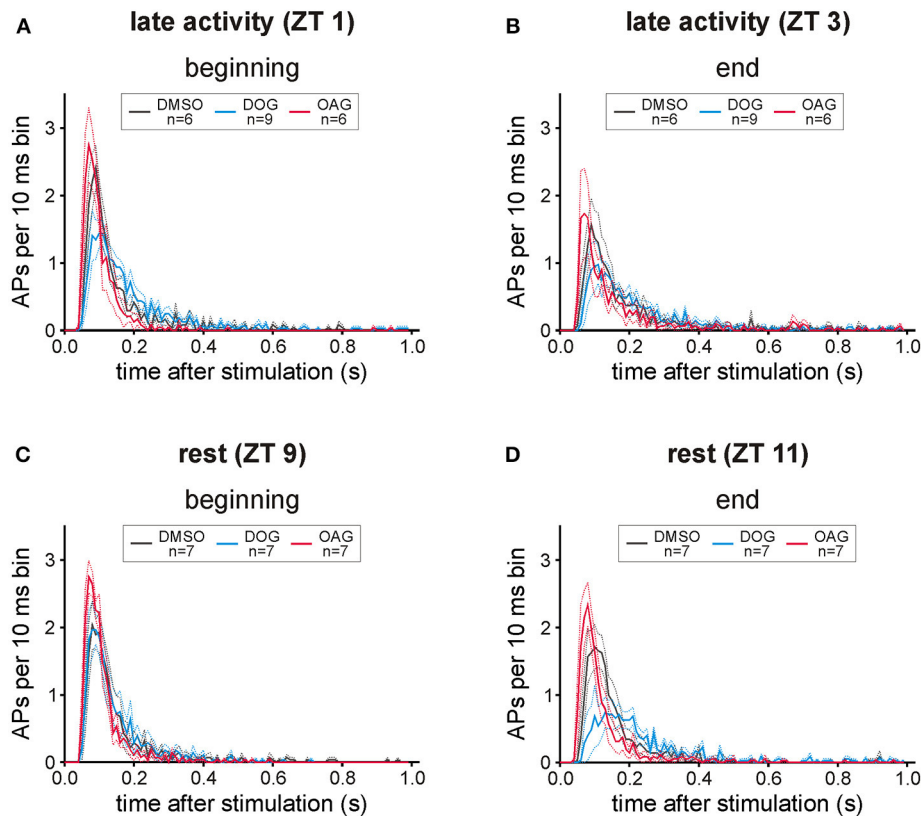 A
late activity (ZT 1)
beginning
DMSO DOG OAG
n=6 n=9 n=6
APs per 10 ms bin
3
2
1
0
0.0 0.2 0.4 0.6 0.8 1.0
time after stimulation (s)
B
late activity (ZT 3)
end
DMSO DOG OAG
n=6 n=9 n=6
APs per 10 ms bin
3
2
1
0
0.0 0.2 0.4 0.6 0.8 1.0
time after stimulation (s)
C
rest (ZT 9)
beginning
DMSO DOG OAG
n=7 n=7 n=7
APs per 10 ms bin
3
2
1
0
0.0 0.2 0.4 0.6 0.8 1.0
time after stimulation (s)
D
rest (ZT 11)
end
DMSO DOG OAG
n=7 n=7 n=7
APs per 10 ms bin
3
2
1
0
0.0 0.2 0.4 0.6 0.8 1.0
time after stimulation (s)